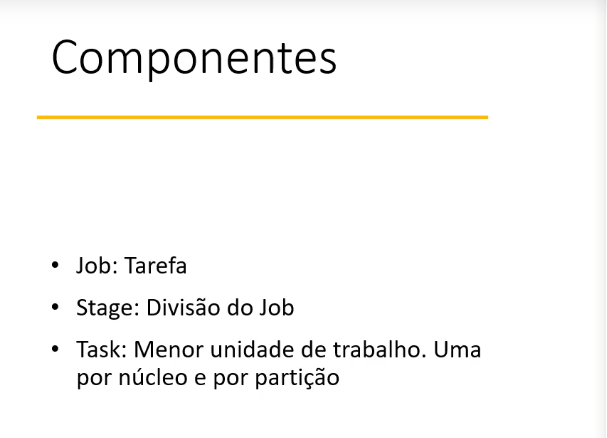 Componentes
• Job: Tarefa
• Stage: Divisão do Job
• Task: Menor unidade de trabalho. Uma
por núcleo e por partição